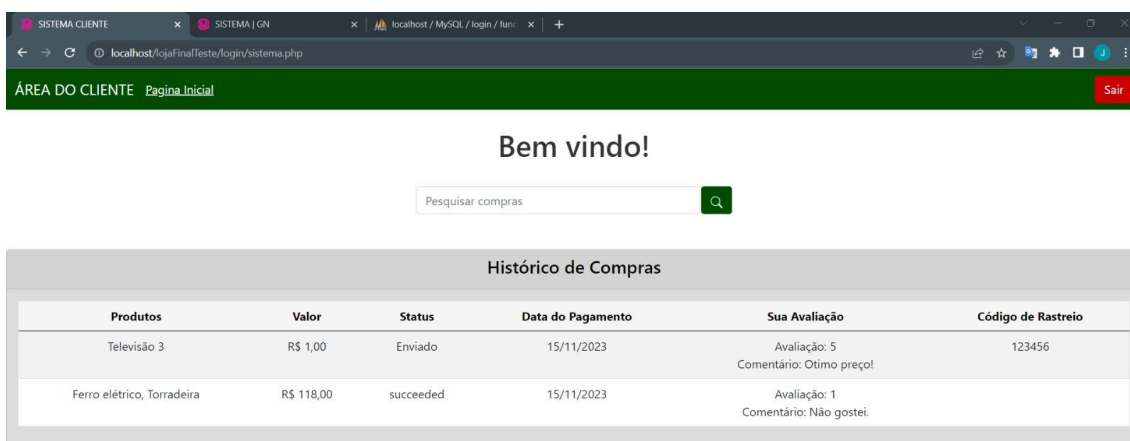 SISTEMA CLIENTE
SISTEMA | GN
localhost / MySQL / login / func
localhost/lojaFinalTeste/login/sistema.php
J
ÁREA DO CLIENTE Pagina Inicial Sair
Bem vindo!
Pesquisar compras
Histórico de Compras
Produtos Valor Status Data do Pagamento Sua Avaliação Código de Rastreio
Televisão 3 R$ 1,00 Enviado 15/11/2023 Avaliação: 5 123456
Comentário: Otimo preço!
Ferro elétrico, Torradeira R$ 118,00 succeeded 15/11/2023 Avaliação: 1
Comentário: Não gostei.